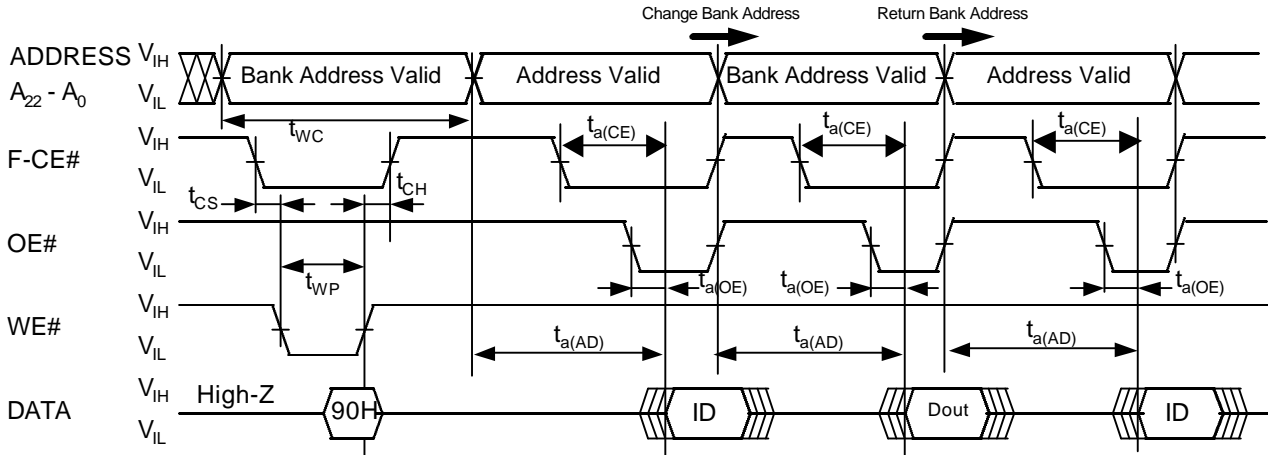 Change Bank Address Return Bank Address
ADDRESS VIH
Bank Address Valid Address Valid Bank Address Valid Address Valid
A22 - A0 VIL
tWC ta(CE) ta(CE) ta(CE)
VIH
F-CE#
VIL
tCS tCH
VIH
OE#
VIL
tWP ta(OE) ta(OE) ta(OE)
VIH
WE#
VIL
ta(AD) ta(AD) ta(AD)
VIH High-Z
DATA 90H ID Dout ID
VIL